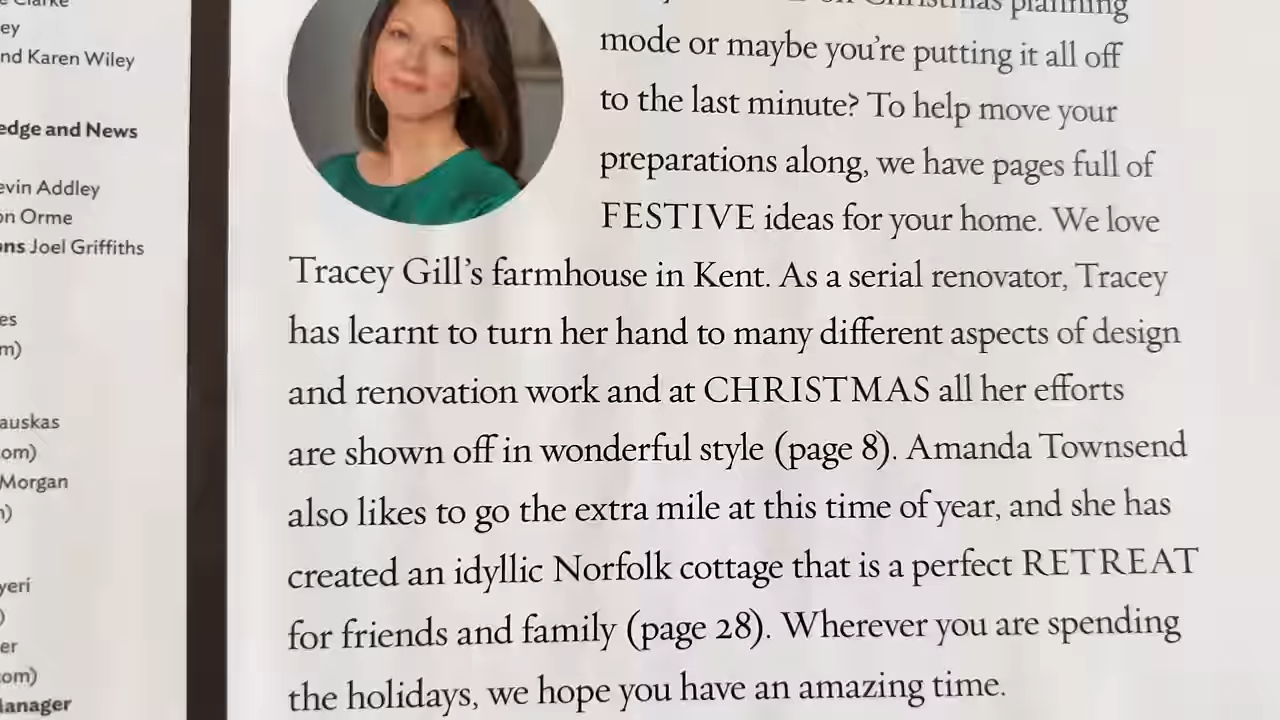 ey
nd Karen Wiley
edge and News
evin Addley
on Orme
ns Joel Griffiths
es
m)
auskas
om)
Morgan
)
yeri
)
er
om)
anager
Christmas planning
mode or maybe you're putting it all off
to the last minute? To help move your
preparations along, we have pages full of
FESTIVE ideas for your home. We love
Tracey Gill's farmhouse in Kent. As a serial renovator, Tracey
has learnt to turn her hand to many different aspects of design
and renovation work and at CHRISTMAS all her efforts
are shown off in wonderful style (page 8). Amanda Townsend
also likes to go the extra mile at this time of year, and she has
created an idyllic Norfolk cottage that is a perfect RETREAT
for friends and family (page 28). Wherever you are spending
the holidays, we hope you have an amazing time.